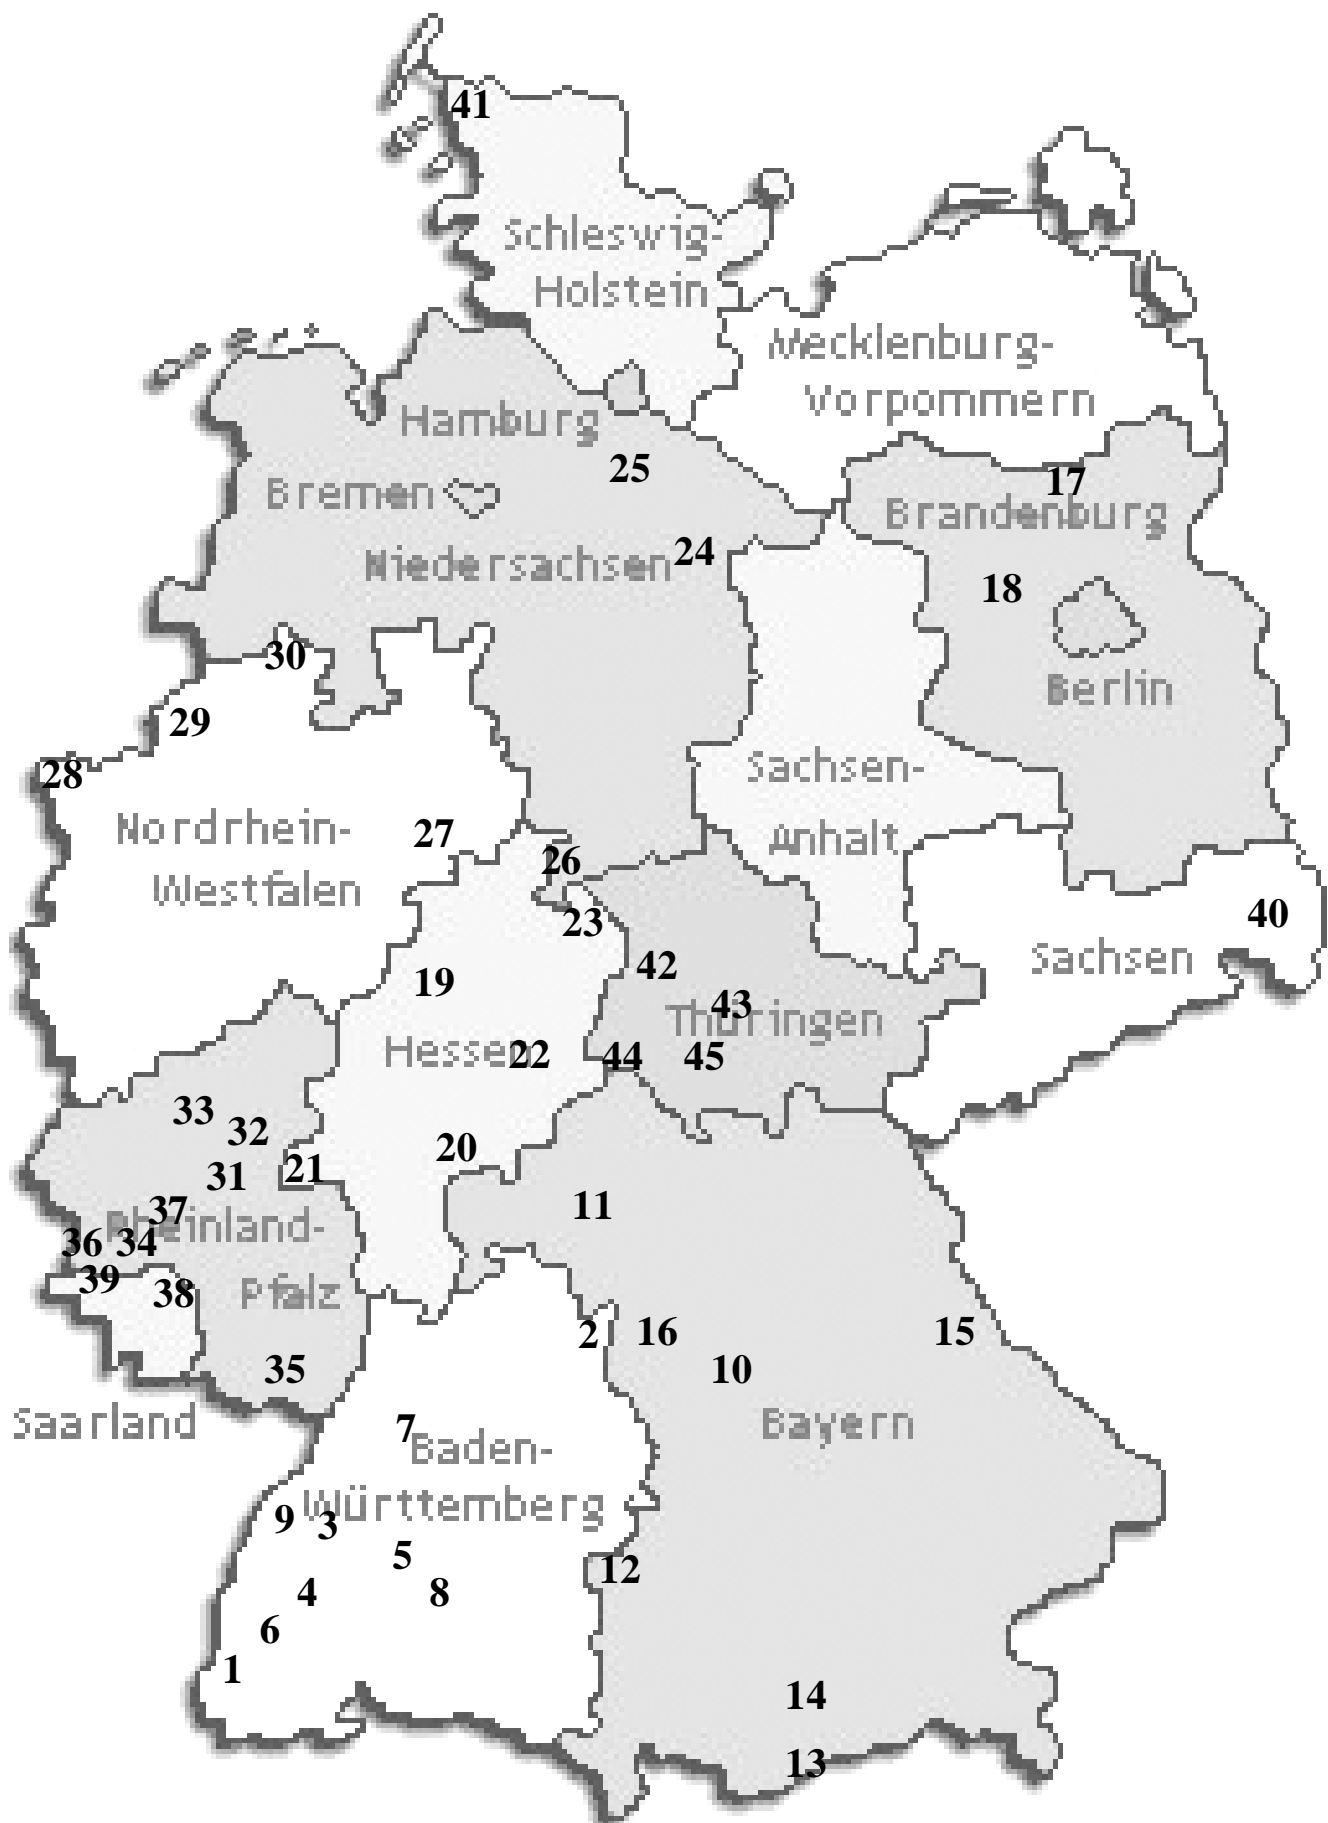 41
Schleswig-
Holstein
Mecklenburg-
Vorpommern
Hamburg
25
17
Bremen
Brandenburg
24
Niedersachsen
18
30
Berlin
29
28
Sachsen-
Nordrhein-
27
Anhalt
26
Westfalen
23
40
42
Sachsen
19
43
Thüringen
Hessen
22
44
45
33
32
20
21
31
37
11
Rheinland-
36
34
39
38
Pfalz
2
16
15
10
35
Saarland
Bayern
7
Baden-
Württemberg
9
3
5
12
4
8
6
1
14
13